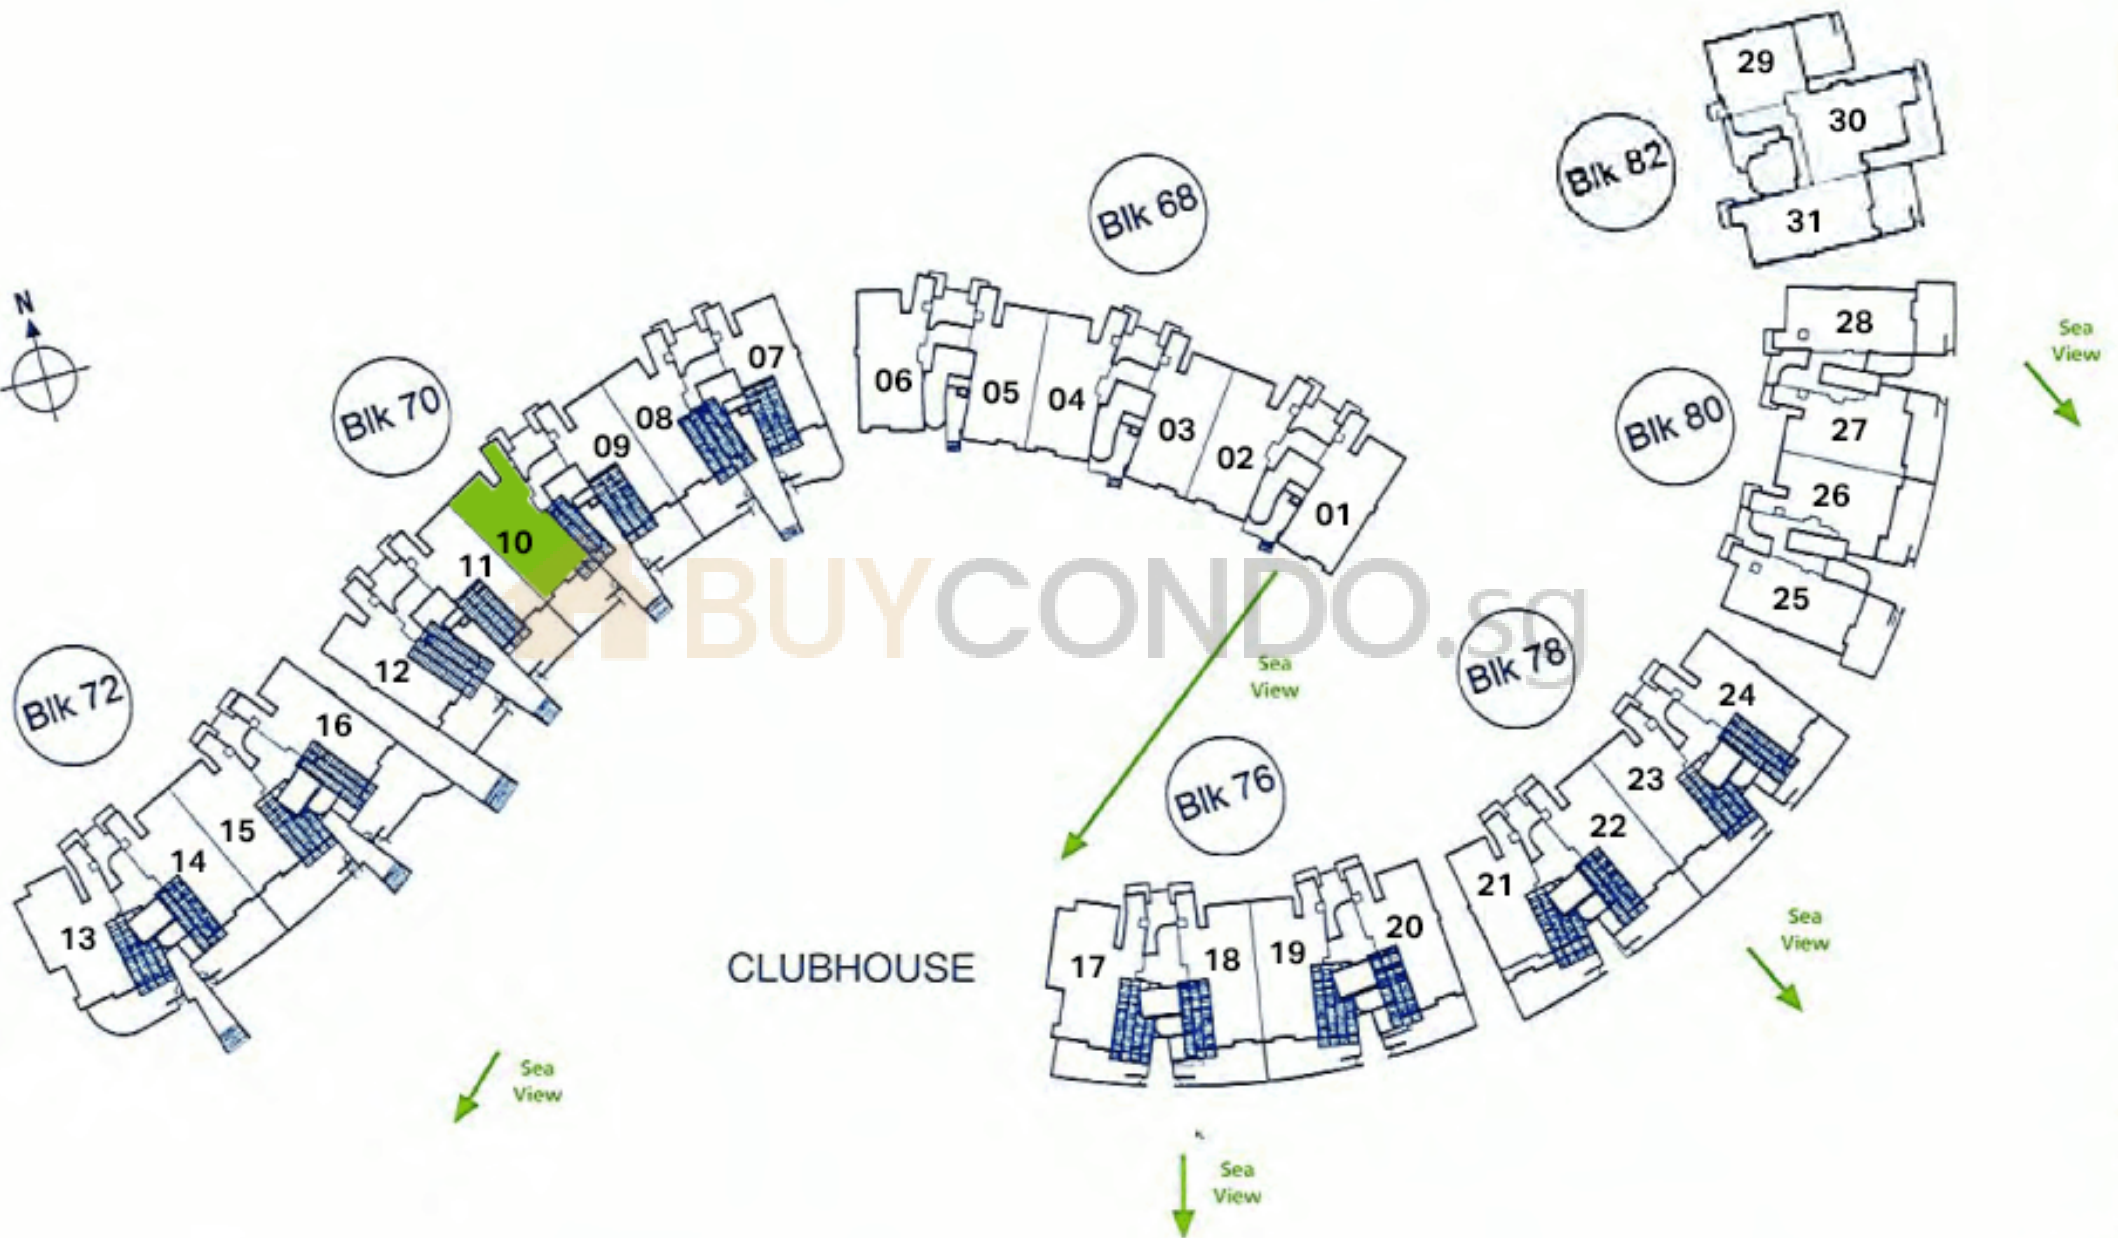 29
30
Blk 82
31
Blk 68
N
28
Sea
View
07
06
05
04
Blk 70
08
03
Blk 80
27
09
02
26
10
01
11
BUYCONDO.sg
25
12
Sea
View
Blk 78
Blk 72
24
16
Blk 76
23
15
22
14
21
13
20
Sea
View
CLUBHOUSE
17
18
19
Sea
View
Sea
View